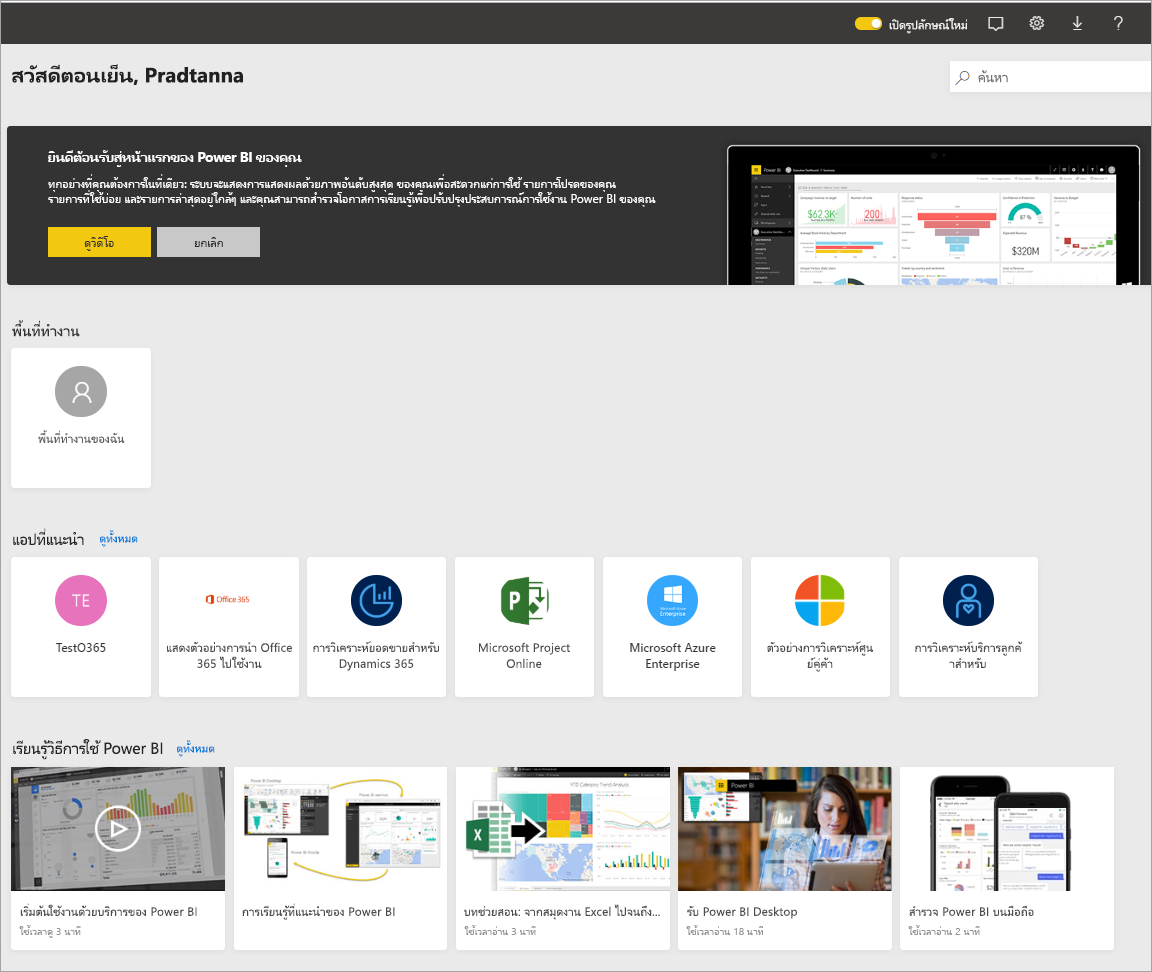 เปิดรูปลักษณ์ใหม่
?
สวัสดีตอนเย็น, Pradtanna
ค้นหา
ยินดีต้อนรับสู่หน้าแรกของ Power BI ของคุณ
ทุกอย่างที่คุณต้องการในที่เดียว: ระบบจะแสดงการแสดงผลด้วยภาพอันดับสูงสุด ของคุณเพื่อสะดวกแก่การใช้ รายการโปรดของคุณ
รายการที่ใช้บ่อย และรายการล่าสุดอยู่ใกล้ๆ และคุณสามารถสำรวจโอกาสการเรียนรู้เพื่อปรับปรุงประสบการณ์การใช้งาน Power BI ของคุณ
ดูวิดีโอ
ยกเลิก
Power BI
$62.3K
200
$320M
พื้นที่ทำงาน
พื้นที่ทำงานของฉัน
แอปที่แนะนำ ดูทั้งหมด
TE
TestO365
Office 365
แสดงตัวอย่างการนำ Office
365 ไปใช้งาน
การวิเคราะห์ยอดขายสำหรับ
Dynamics 365
P
Microsoft Project
Online
Microsoft Azure
Enterprise
Microsoft Azure
Enterprise
ตัวอย่างการวิเคราะห์ศูน
ย์คู่ค้า
การวิเคราะห์บริการลูกค้
าสำหรับ
เรียนรู้วิธีการใช้ Power BI ดูทั้งหมด
เริ่มต้นใช้งานด้วยบริการของ Power BI
ใช้เวลาดู 3 นาที
Power BI Desktop
Power BI service
Power BI Mobile
การเรียนรู้ที่แนะนำของ Power BI
YTD Category Trend Analysis
X
บทช่วยสอน: จากสมุดงาน Excel ไปจนถึง...
ใช้เวลาอ่าน 3 นาที
Power BI
รับ Power BI Desktop
ใช้เวลาอ่าน 18 นาที
สำรวจ Power BI บนมือถือ
ใช้เวลาอ่าน 2 นาที